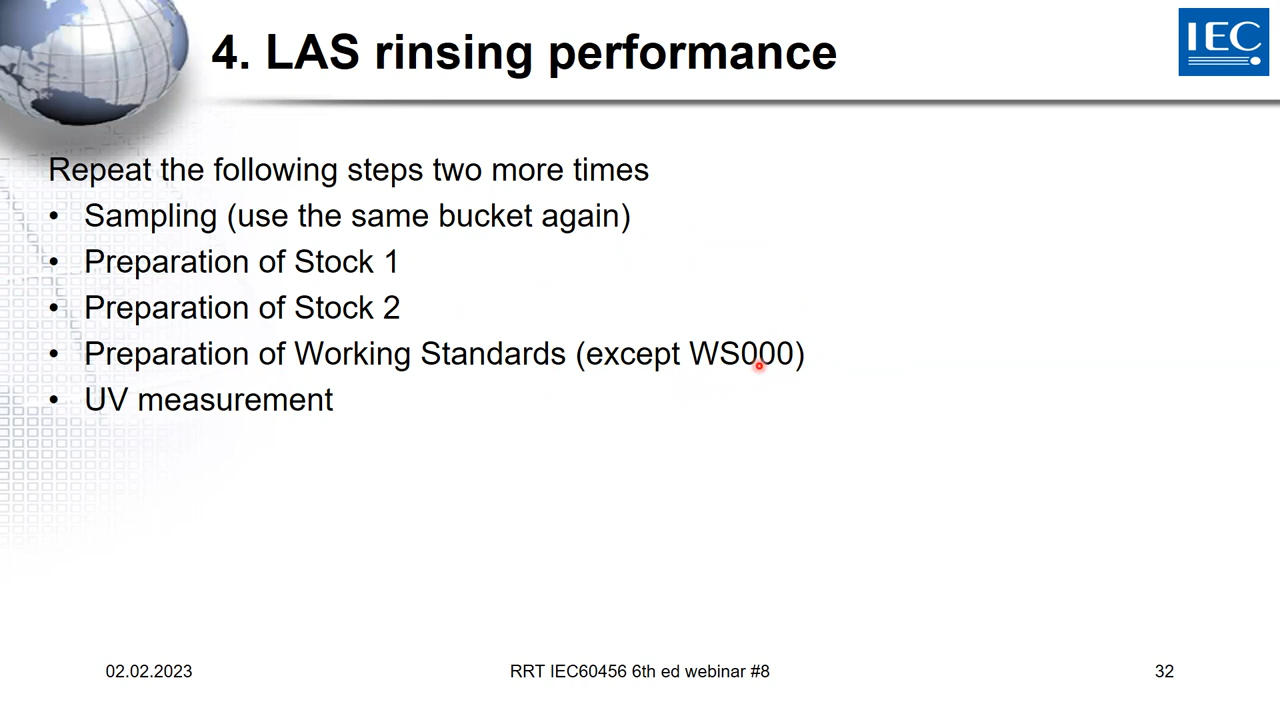 4. LAS rinsing performance
IEC
Repeat the following steps two more times
• Sampling (use the same bucket again)
• Preparation of Stock 1
• Preparation of Stock 2
• Preparation of Working Standards (except WS000)
• UV measurement
02.02.2023
RRT IEC60456 6th ed webinar #8
32